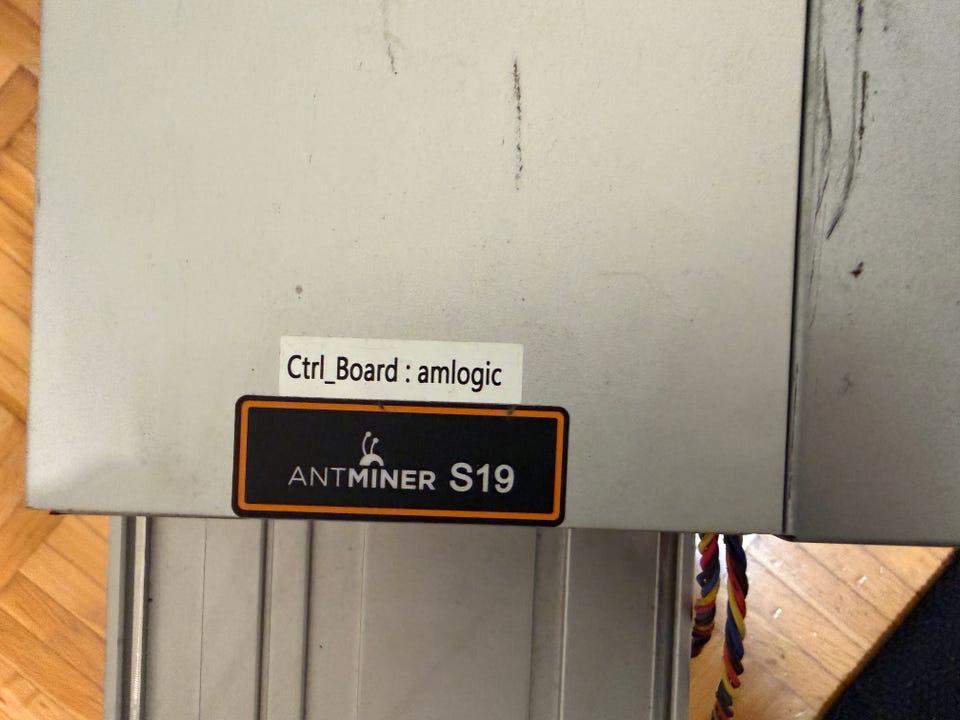 Ctrl_Board : amlogic
ANTMINER S19